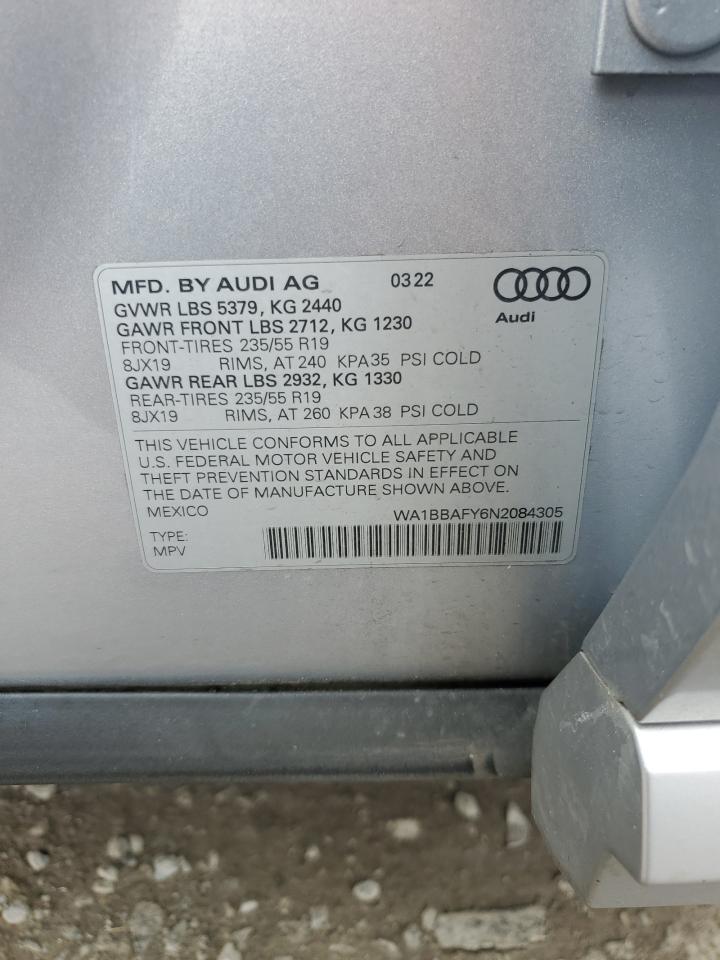 MFD. BY AUDI AG 03 22
GVWR LBS 5379, KG 2440
Audi
GAWR FRONT LBS 2712, KG 1230
FRONT-TIRES 235/55 R19
8JX19 RIMS, AT 240 KPA 35 PSI COLD
GAWR REAR LBS 2932, KG 1330
REAR-TIRES 235/55 R19
8JX19 RIMS, AT 260 KPA 38 PSI COLD
THIS VEHICLE CONFORMS TO ALL APPLICABLE
U.S. FEDERAL MOTOR VEHICLE SAFETY AND
THEFT PREVENTION STANDARDS IN EFFECT ON
THE DATE OF MANUFACTURE SHOWN ABOVE.
MEXICO WA1BBAFY6N2084305
TYPE:
MPV